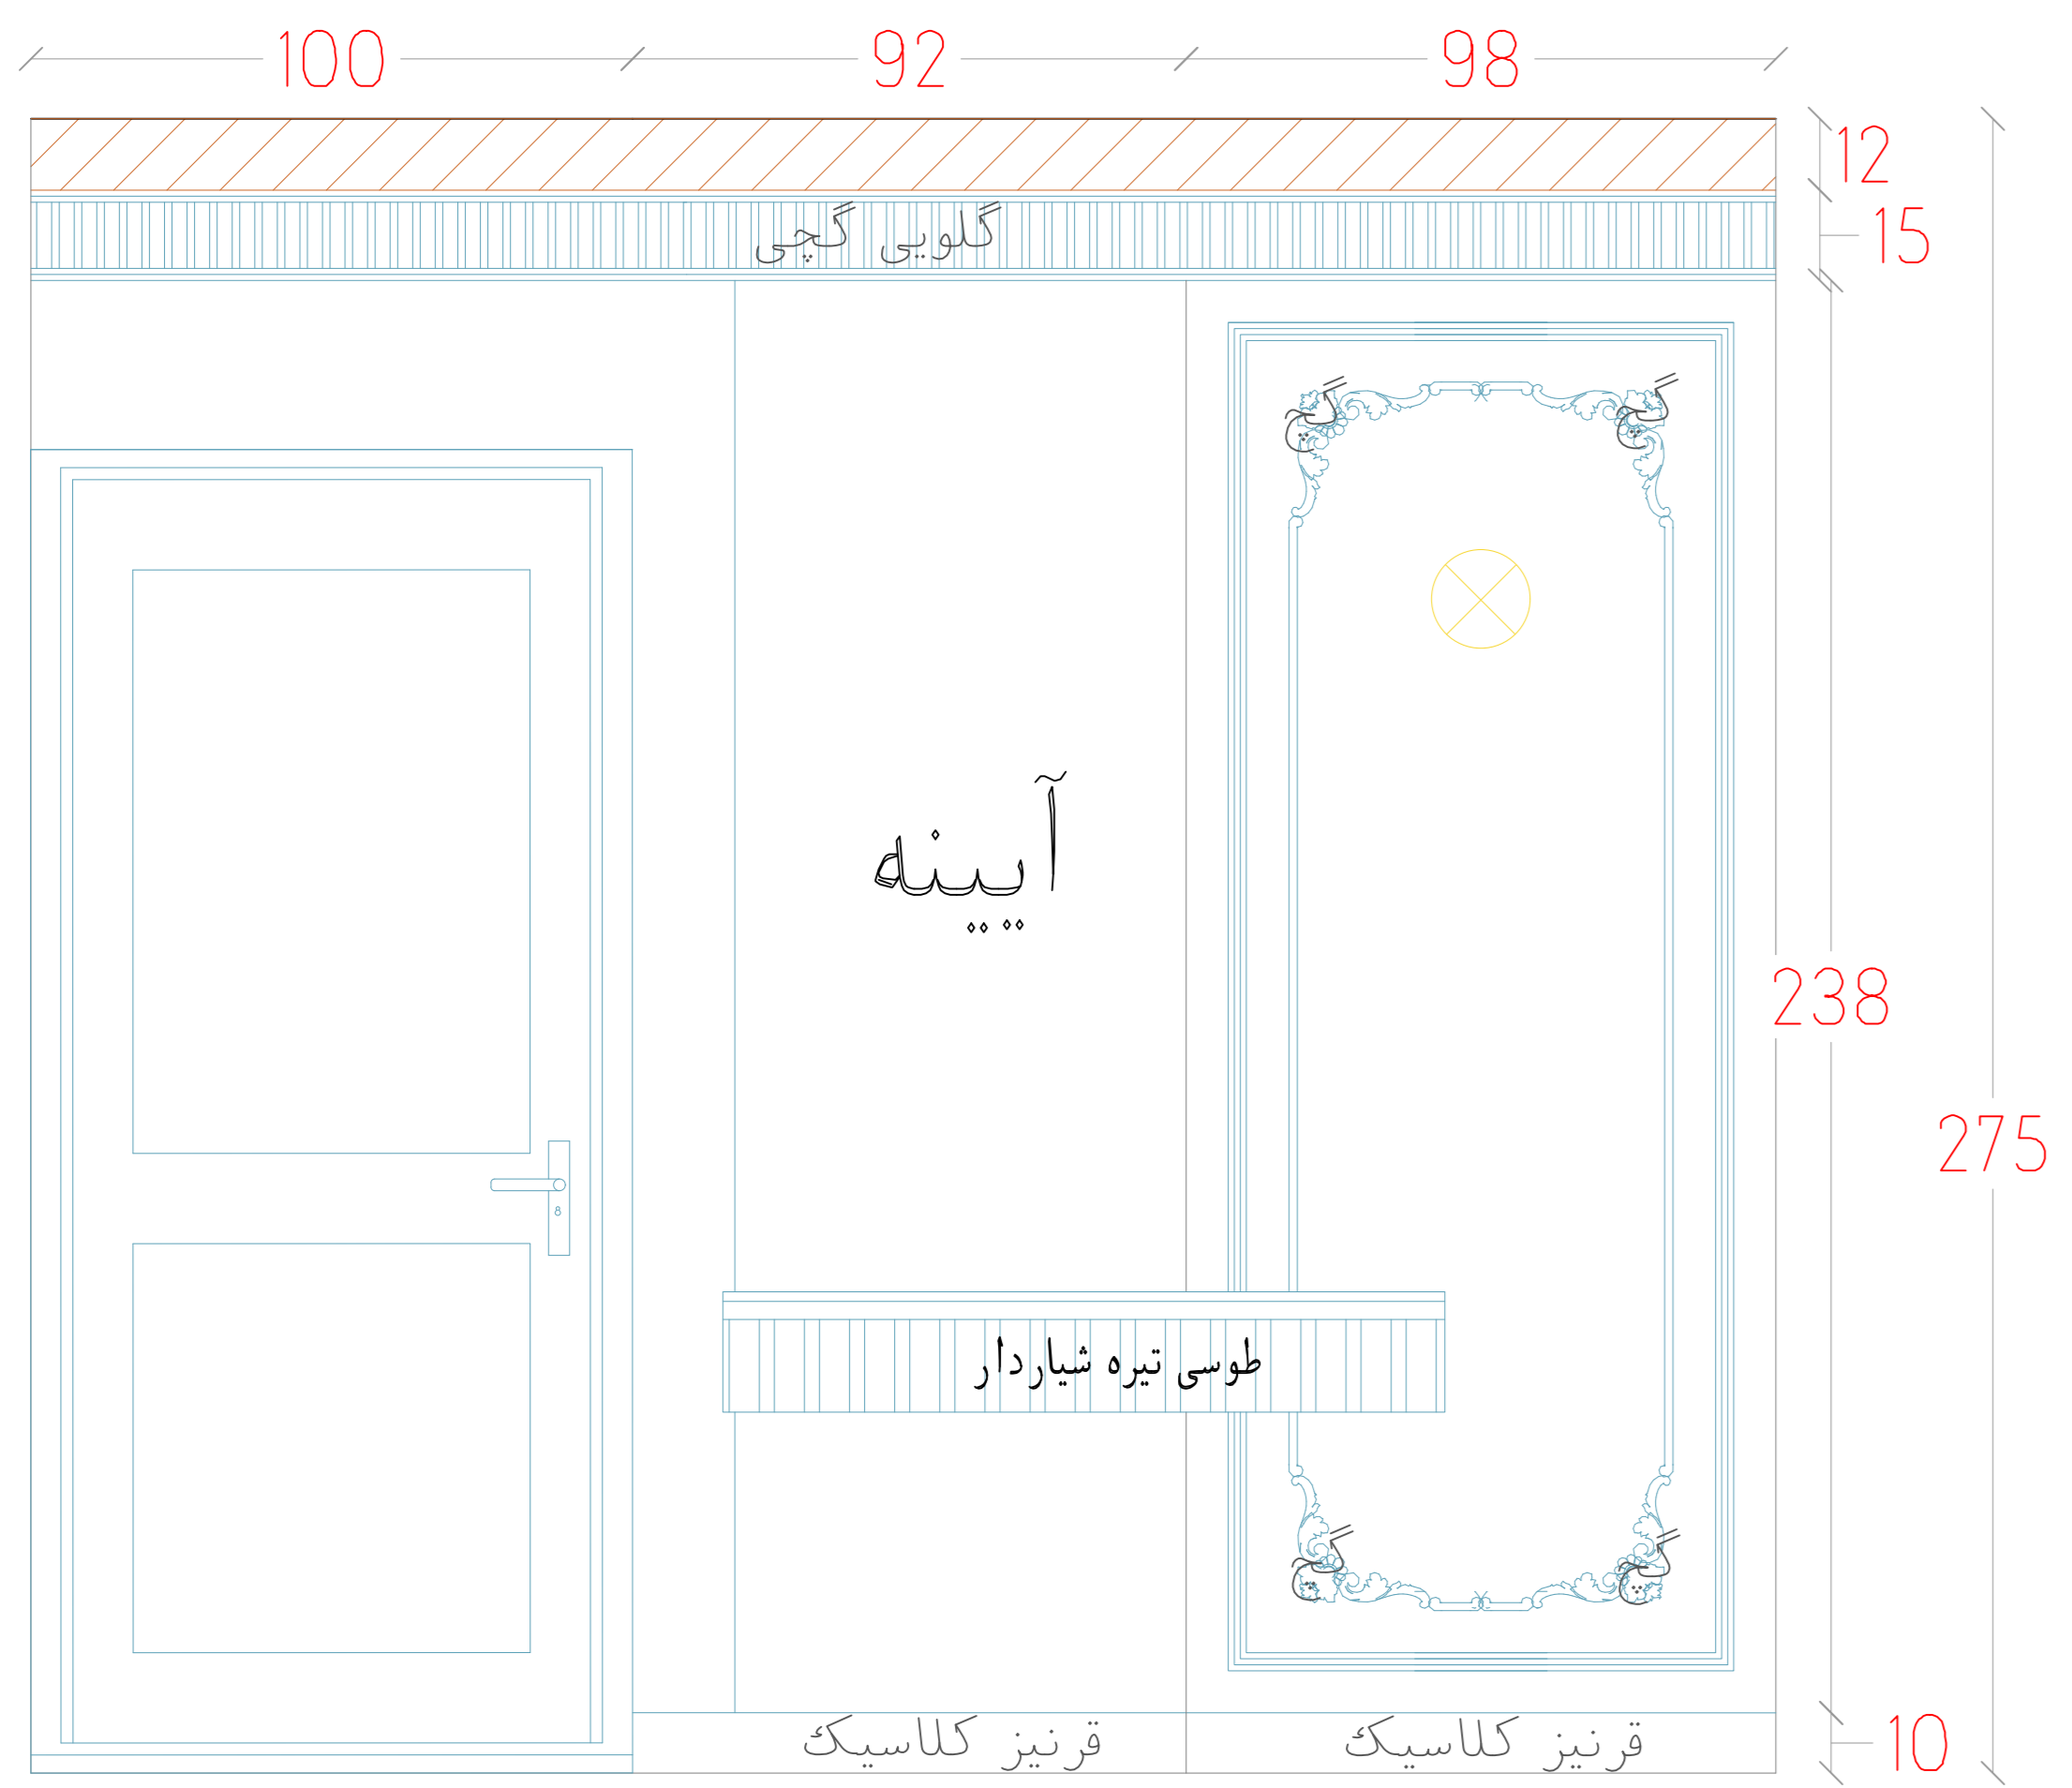 100 92 98
12
15
گلویی گچی
گچ گچ
آیینه
238
275
طوسی تیره شیاردار
گچ گچ
قرنیز کلاسیک قرنیز کلاسیک
10